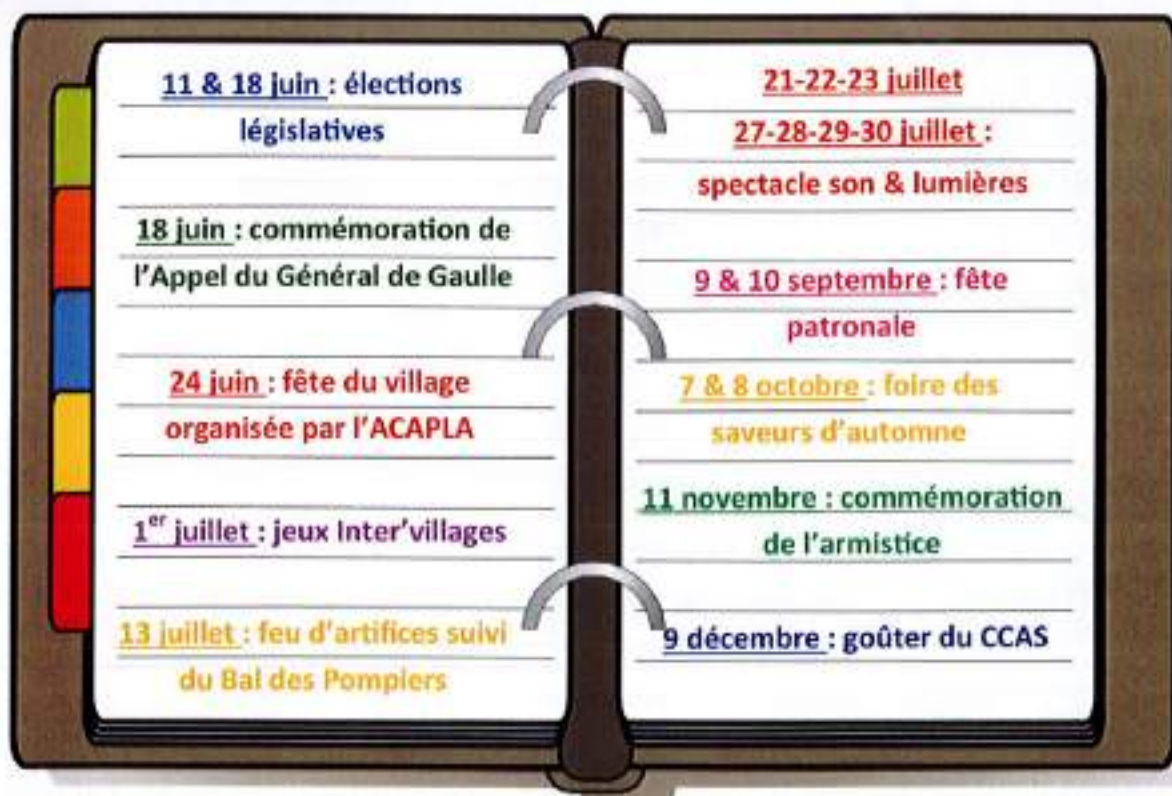 11 & 18 juin : élections
législatives
18 juin : commémoration de
l'Appel du Général de Gaulle
24 juin : fête du village
organisée par l'ACAPLA
1er juillet : jeux Inter'villages
13 juillet : feu d'artifices suivi
du Bal des Pompiers
21-22-23 juillet
27-28-29-30 juillet :
spectacle son & lumières
9 & 10 septembre : fête
patronale
7 & 8 octobre : foire des
saveurs d'automne
11 novembre : commémoration
de l'armistice
9 décembre : goûter du CCAS